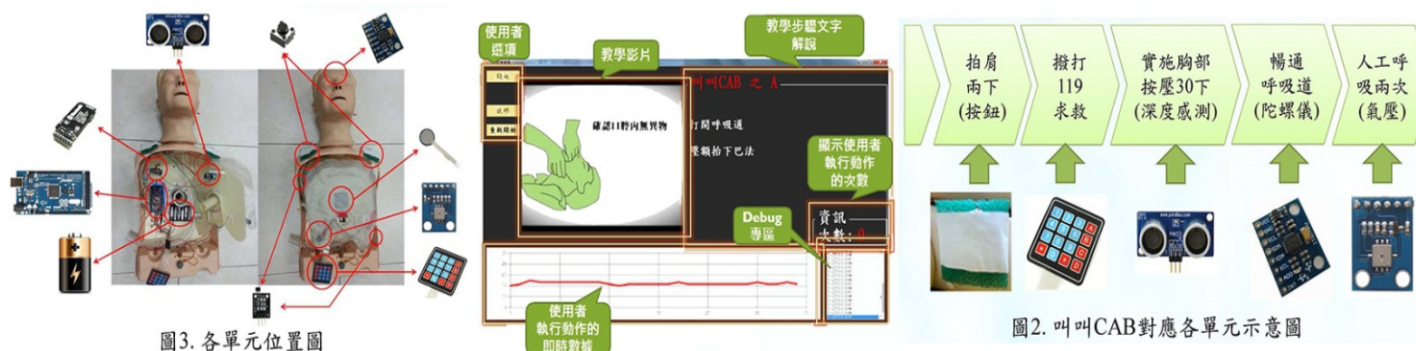 圖3. 各單元位置圖
使用者
選項
教學影片
教學步驟文字
解說
重新開始
叫叫CAB 之 A
確認口腔內無異物
打開呼吸道
壓額抬下巴法
顯示使用者
執行動作
的次數
Debug
專區
資訊
次數: 0
使用者
執行動作的
即時數據
拍肩
兩下
(按鈕)
撥打
119
求救
實施胸部
按壓30下
(深度感測)
暢通
呼吸道
(陀螺儀)
人工呼
吸兩次
(氣壓)
圖2. 叫叫CAB對應各單元示意圖